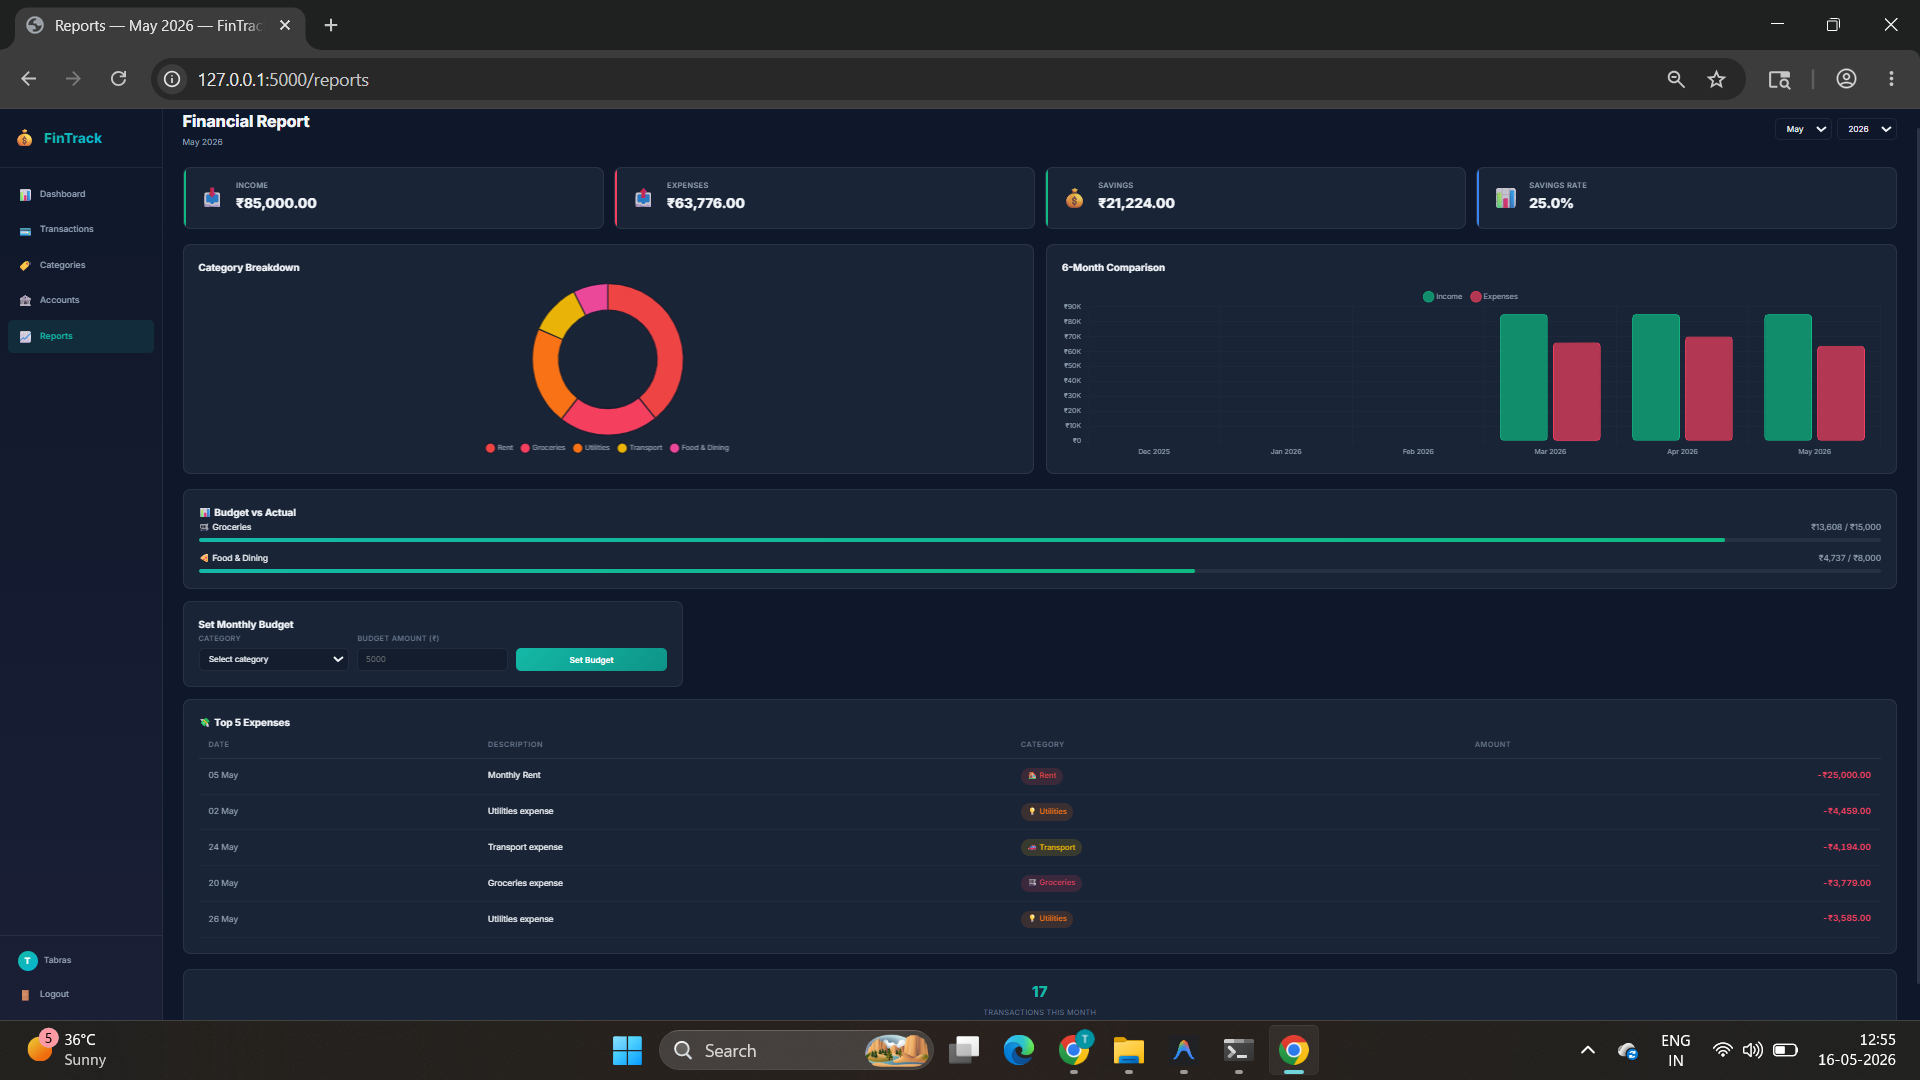 Reports — May 2026 — FinTrac
127.0.0.1:5000/reports
FinTrack
Dashboard
Transactions
Categories
Accounts
Reports
Tabras
Logout
Financial Report
May 2026
May
2026
INCOME
₹85,000.00
EXPENSES
₹63,776.00
SAVINGS
₹21,224.00
SAVINGS RATE
25.0%
Category Breakdown
Rent Groceries Utilities Transport Food & Dining
6-Month Comparison
Income Expenses
₹90K
₹80K
₹70K
₹60K
₹50K
₹40K
₹30K
₹20K
₹10K
₹0
Dec 2025 Jan 2026 Feb 2026 Mar 2026 Apr 2026 May 2026
Budget vs Actual
Groceries ₹13,608 / ₹15,000
Food & Dining ₹4,737 / ₹8,000
Set Monthly Budget
CATEGORY BUDGET AMOUNT (₹)
Select category 5000 Set Budget
Top 5 Expenses
DATE DESCRIPTION CATEGORY AMOUNT
05 May Monthly Rent Rent -₹25,000.00
02 May Utilities expense Utilities -₹4,459.00
24 May Transport expense Transport -₹4,194.00
20 May Groceries expense Groceries -₹3,779.00
26 May Utilities expense Utilities -₹3,585.00
17
TRANSACTIONS THIS MONTH
5
36°C
Sunny
Search
T
ENG
IN
12:55
16-05-2026